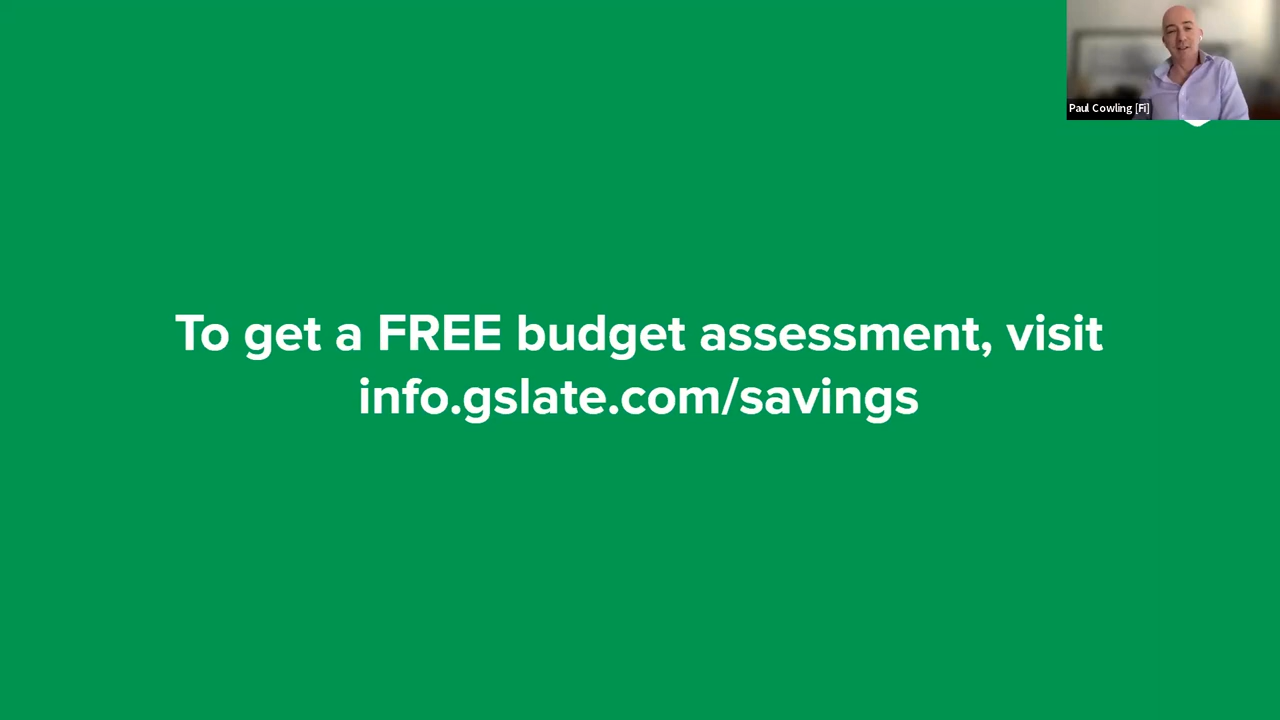 Paul Cowling [Fi]
To get a FREE budget assessment, visit
info.gslate.com/savings